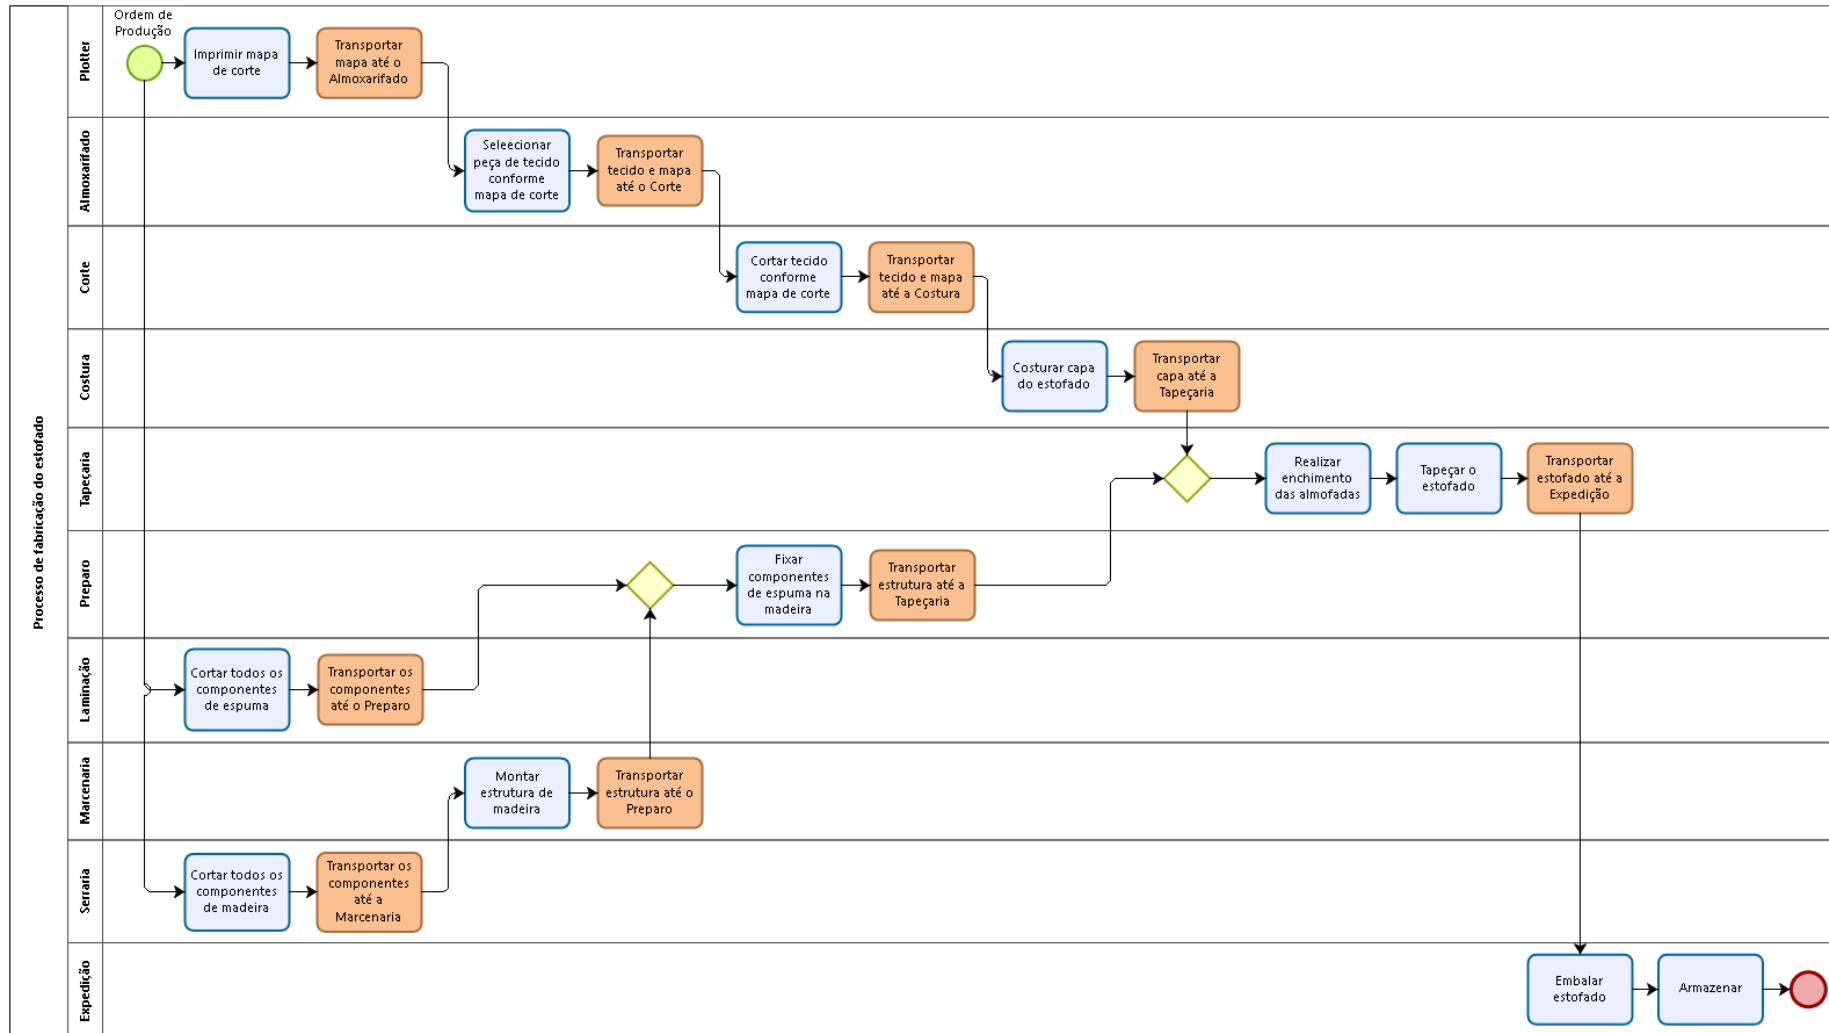 Processo de fabricação do estofado
Plotter
Ordem de
Produção
Imprimir mapa
de corte
Transportar
mapa até o
Almoxarifado
Almoxarifado
Seleecionar
peça de tecido
conforme
mapa de corte
Transportar
tecido e mapa
até o Corte
Corte
Cortar tecido
conforme
mapa de corte
Transportar
tecido e mapa
até a Costura
Costura
Costurar capa
do estofado
Transportar
capa até a
Tapeçaria
Tapeçaria
Realizar
enchimento
das almofadas
Tapeçar o
estofado
Transportar
estofado até a
Expedição
Preparo
Fixar
componentes
de espuma na
madeira
Transportar
estrutura até a
Tapeçaria
Laminação
Cortar todos os
componentes
de espuma
Transportar os
componentes
até o Preparo
Marcenaria
Montar
estrutura de
madeira
Transportar
estrutura até o
Preparo
Serraria
Cortar todos os
componentes
de madeira
Transportar os
componentes
até a
Marcenaria
Expedição
Embalar
estofado
Armazenar